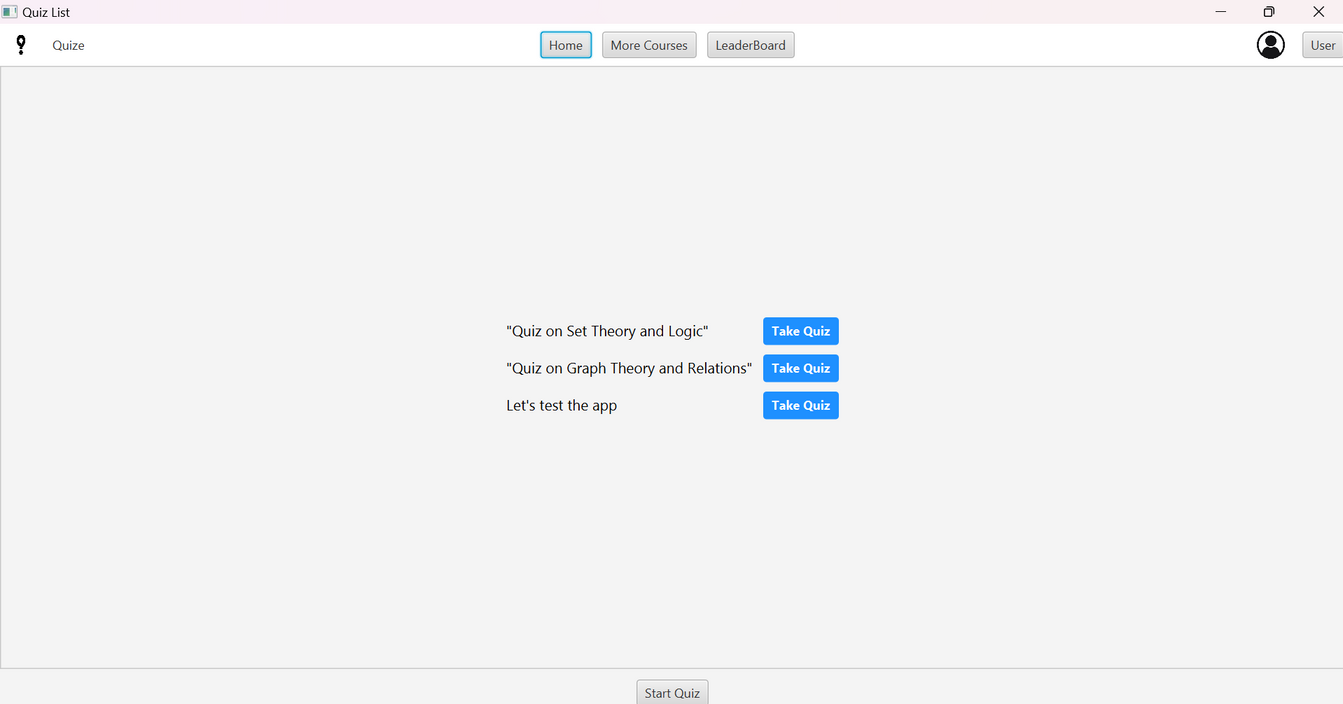 Quiz List
Quize Home More Courses LeaderBoard User
"Quiz on Set Theory and Logic" Take Quiz
"Quiz on Graph Theory and Relations" Take Quiz
Let's test the app Take Quiz
Start Quiz